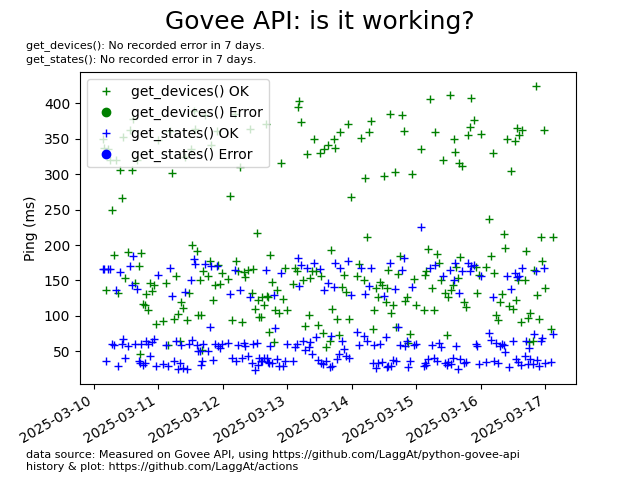 Govee API: is it working?
get_devices(): No recorded error in 7 days.
get_states(): No recorded error in 7 days.
get_devices() OK
get_devices() Error
get_states() OK
get_states() Error
400
350
300
250
200
150
100
50
Ping (ms)
2025-03-10
2025-03-11
2025-03-12
2025-03-13
2025-03-14
2025-03-15
2025-03-16
2025-03-17
data source: Measured on Govee API, using https://github.com/LaggAt/python-govee-api
history & plot: https://github.com/LaggAt/actions